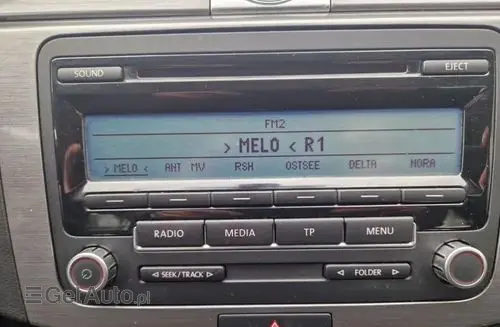 SOUND
EJECT
FM2
> MELO < R1
> MELO < ANT MV RSH OSTSEE DELTA NORA
RADIO MEDIA TP MENU
◁ SEEK/TRACK ▷ ◁ FOLDER ▷
GetAuto.pl